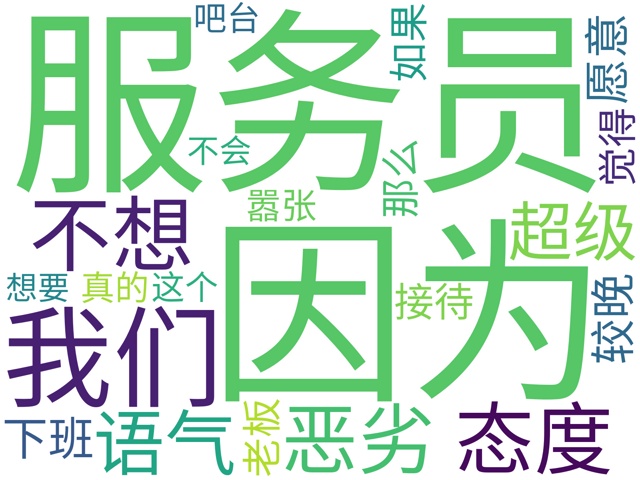 吧台
服务员
如果
愿意
不会
那么
觉得
不想
嚣张
超级
因为
想要
真的
这个
接待
较晚
我们
下班
语气
老板
恶劣
态度